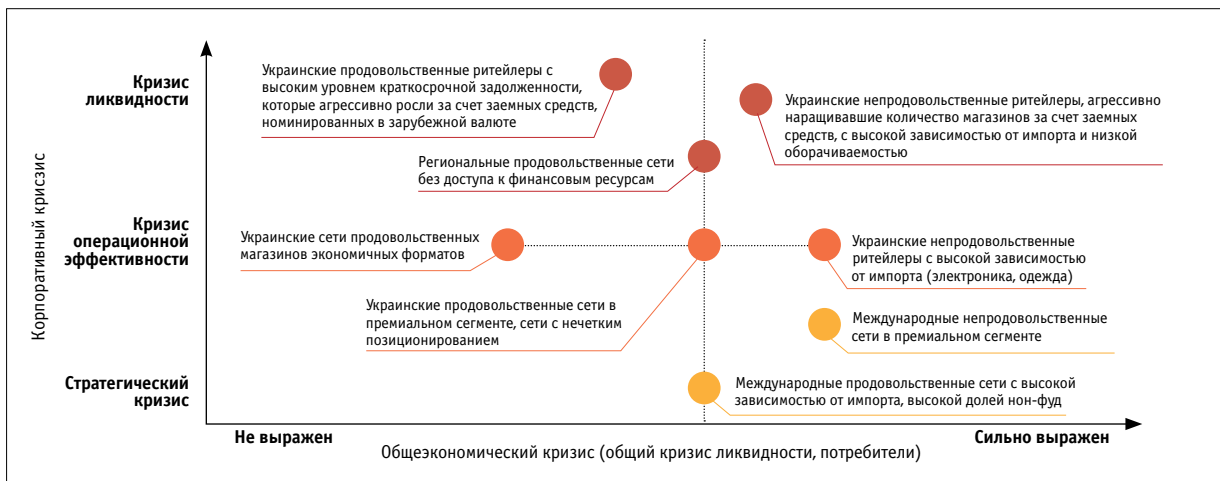 Кризис
ликвидности
Украинские продовольственные ритейлеры с
высоким уровнем краткосрочной задолженности,
которые агрессивно росли за счет заемных средств,
номинированных в зарубежной валюте
Украинские непродовольственные ритейлеры, агрессивно
наращивавшие количество магазинов за счет заемных
средств, с высокой зависимостью от импорта и низкой
оборачиваемостью
Региональные продовольственные сети
без доступа к финансовым ресурсам
Корпоративный крисзис
Кризис
операционной
эффективности
Украинские сети продовольственных
магазинов экономичных форматов
Украинские непродовольственные
ритейлеры с высокой зависимостью
от импорта (электроника, одежда)
Украинские продовольственные сети в
премиальном сегменте, сети с нечетким
позиционированием
Международные непродовольственные
сети в премиальном сегменте
Стратегический
кризис
Международные продовольственные сети с высокой
зависимостью от импорта, высокой долей нон-фуд
Не выражен
Сильно выражен
Общеэкономический кризис (общий кризис ликвидности, потребители)